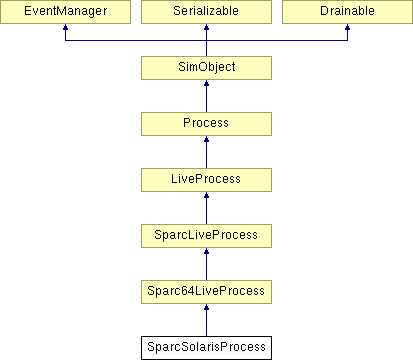 EventManager
Serializable
Drainable
SimObject
Process
LiveProcess
SparcLiveProcess
Sparc64LiveProcess
SparcSolarisProcess